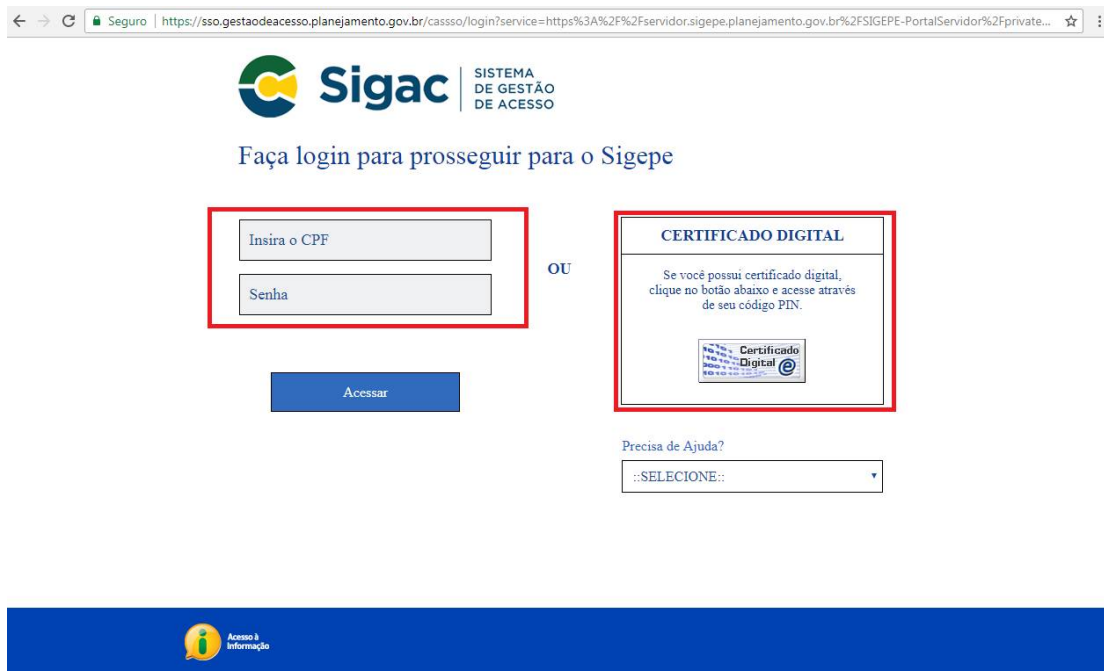 Seguro | https://sso.gestaodeacesso.planejamento.gov.br/cassso/login?service=https%3A%2F%2Fservidor.sigepe.planejamento.gov.br%2FSIGEPE-PortalServidor%2Fprivate...
Sigac
SISTEMA
DE GESTÃO
DE ACESSO
Faça login para prosseguir para o Sigepe
Insira o CPF
Senha
Acessar
OU
CERTIFICADO DIGITAL
Se você possui certificado digital,
clique no botão abaixo e acesse através
de seu código PIN.
Certificado
Digital
Precisa de Ajuda?
::SELECIONE::
Acesso à
Informação